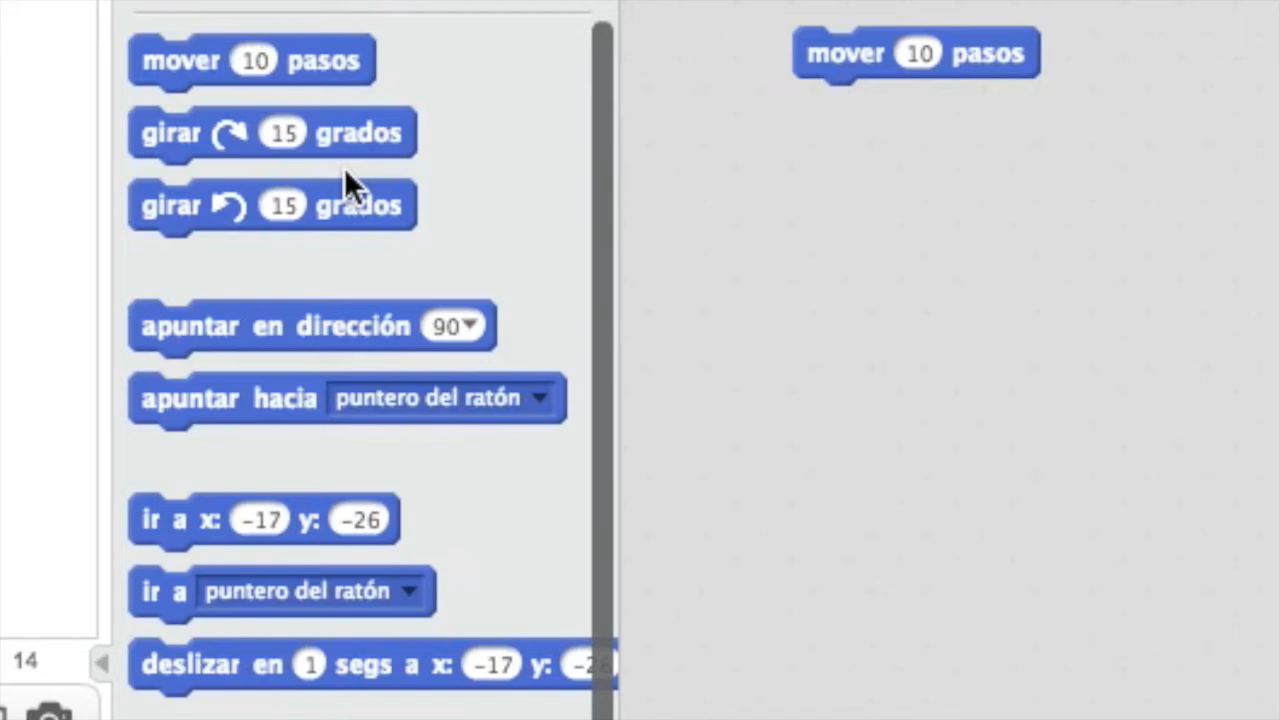 mover 10 pasos
mover 10 pasos
girar 15 grados
girar 15 grados
apuntar en dirección 90
apuntar hacia puntero del ratón
ir a x: -17 y: -26
ir a puntero del ratón
deslizar en 1 segs a x: -17 y: -26
14